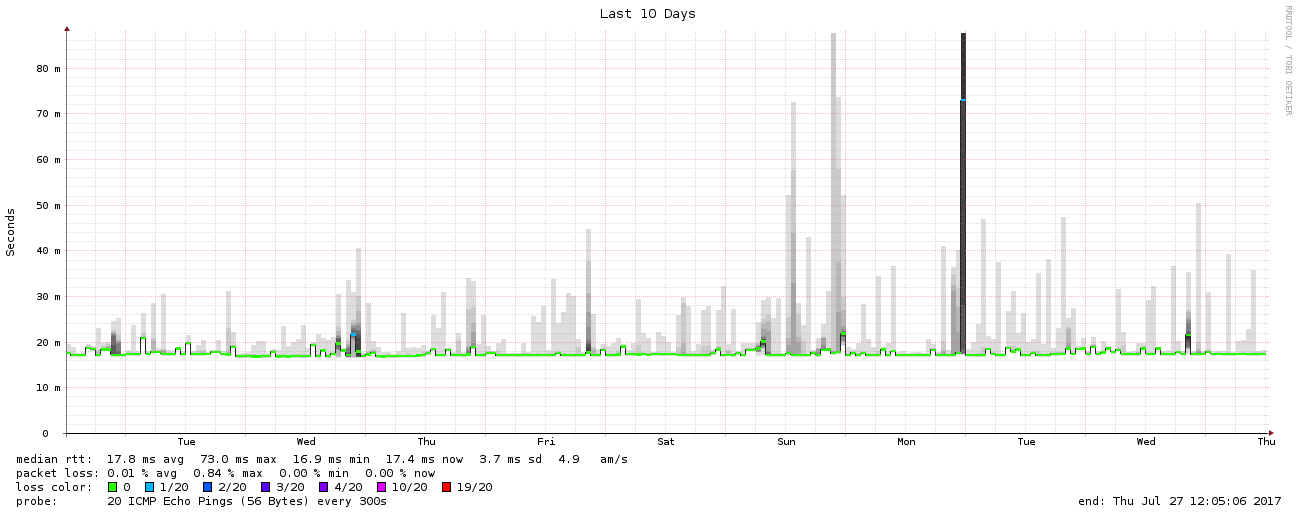 Last 10 Days
RRDTOOL / TOBI OETIKER
Seconds
80 m
70 m
60 m
50 m
40 m
30 m
20 m
10 m
0
Tue Wed Thu Fri Sat Sun Mon Tue Wed Thu
median rtt: 17.8 ms avg 73.0 ms max 16.9 ms min 17.4 ms now 3.7 ms sd 4.9 am/s
packet loss: 0.01 % avg 0.84 % max 0.00 % min 0.00 % now
loss color: 0 1/20 2/20 3/20 4/20 10/20 19/20
probe: 20 ICMP Echo Pings (56 Bytes) every 300s end: Thu Jul 27 12:05:06 2017